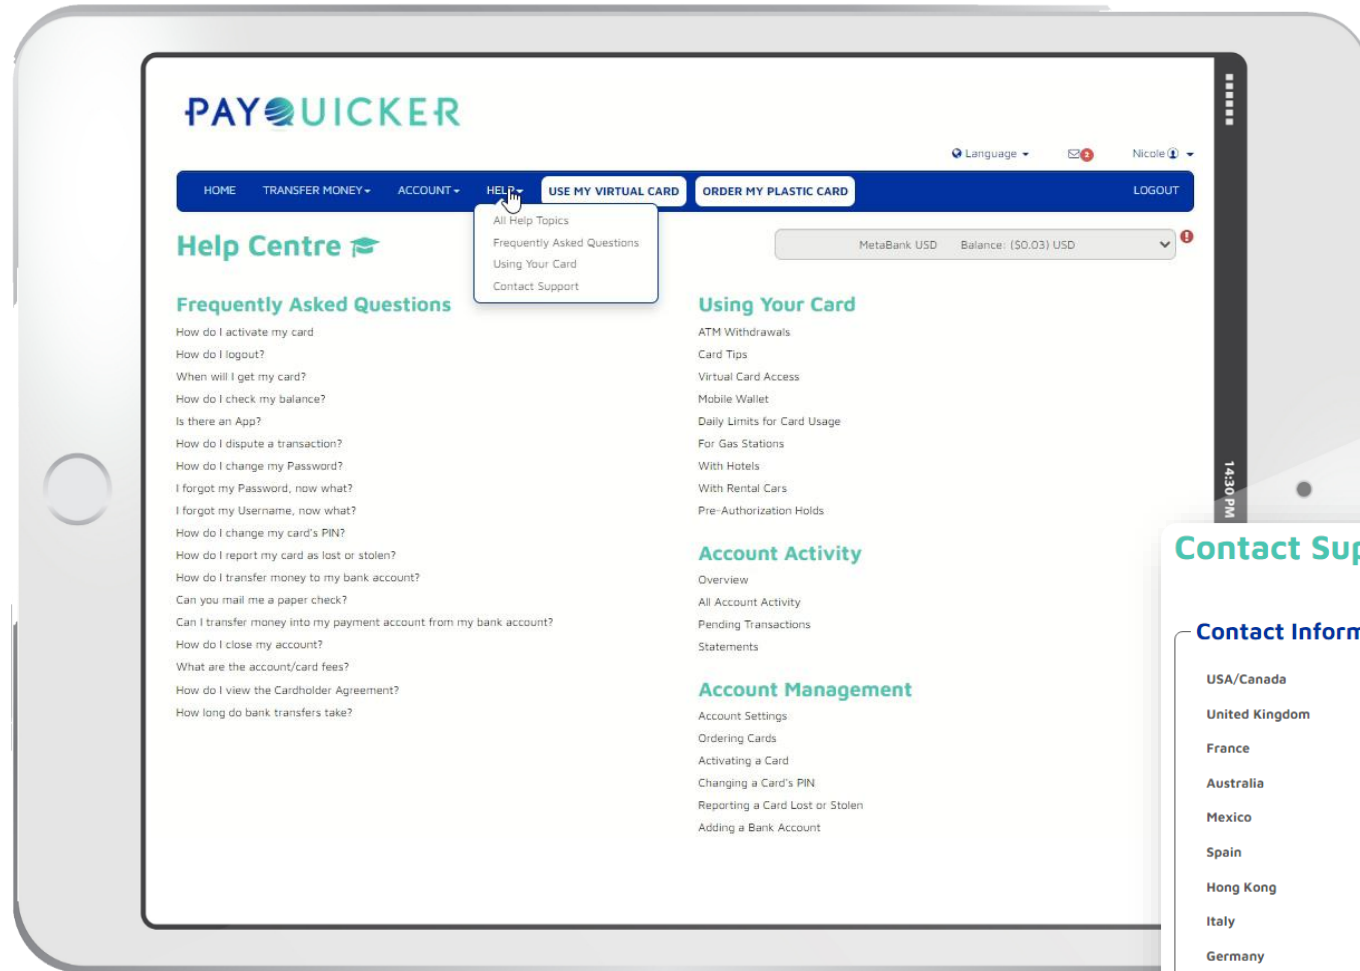 PAYQUICKER
Language
2
Nicole
HOME TRANSFER MONEY ACCOUNT HELP USE MY VIRTUAL CARD ORDER MY PLASTIC CARD LOGOUT
All Help Topics
Frequently Asked Questions
Using Your Card
Contact Support
Help Centre
MetaBank USD Balance: ($0.03) USD
Frequently Asked Questions
How do I activate my card
How do I logout?
When will I get my card?
How do I check my balance?
Is there an App?
How do I dispute a transaction?
How do I change my Password?
I forgot my Password, now what?
I forgot my Username, now what?
How do I change my card's PIN?
How do I report my card as lost or stolen?
How do I transfer money to my bank account?
Can you mail me a paper check?
Can I transfer money into my payment account from my bank account?
How do I close my account?
What are the account/card fees?
How do I view the Cardholder Agreement?
How long do bank transfers take?
Using Your Card
ATM Withdrawals
Card Tips
Virtual Card Access
Mobile Wallet
Daily Limits for Card Usage
For Gas Stations
With Hotels
With Rental Cars
Pre-Authorization Holds
Account Activity
Overview
All Account Activity
Pending Transactions
Statements
Account Management
Account Settings
Ordering Cards
Activating a Card
Changing a Card's PIN
Reporting a Card Lost or Stolen
Adding a Bank Account
14:30 PM
Contact Sup
Contact Inform
USA/Canada
United Kingdom
France
Australia
Mexico
Spain
Hong Kong
Italy
Germany